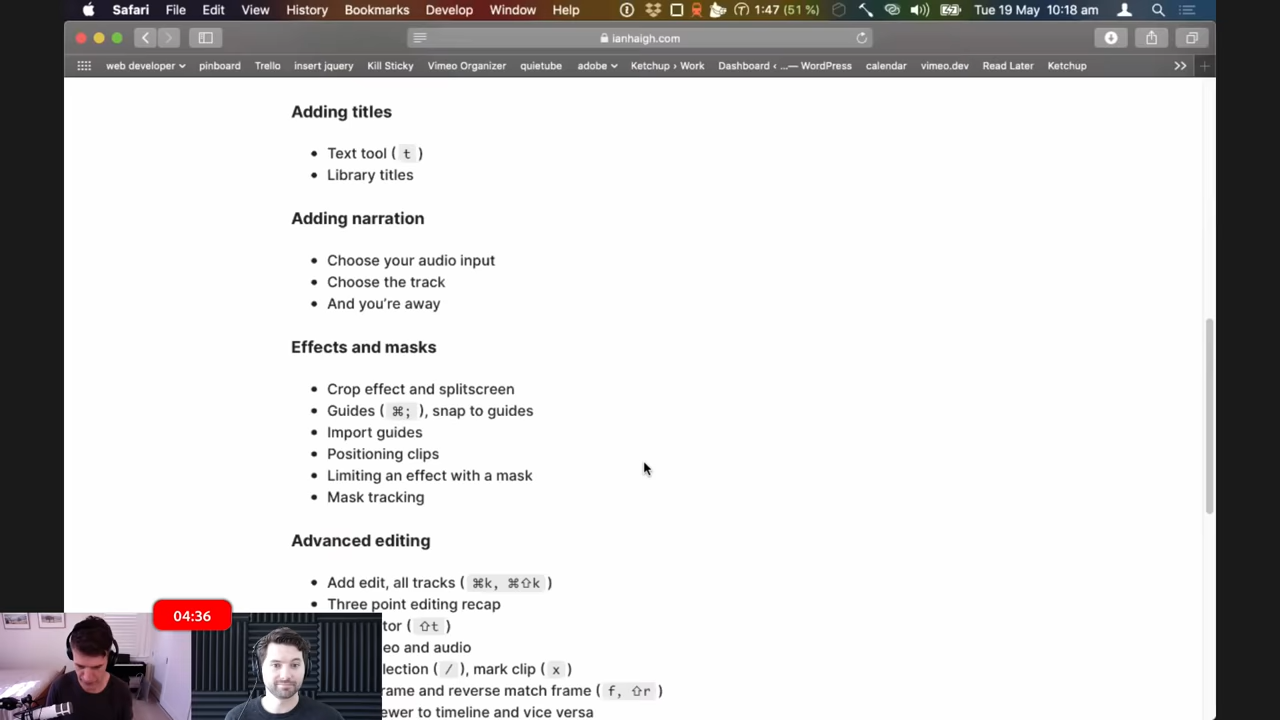 Safari File Edit View History Bookmarks Develop Window Help 1:47 (51 %) Tue 19 May 10:18 am
ianhaigh.com
web developer pinboard Trello insert jquery Kill Sticky Vimeo Organizer quietube adobe Ketchup › Work Dashboard ‹ ...— WordPress calendar vimeo.dev Read Later Ketchup
Adding titles
• Text tool ( t )
• Library titles
Adding narration
• Choose your audio input
• Choose the track
• And you’re away
Effects and masks
• Crop effect and splitscreen
• Guides ( ⌘; ), snap to guides
• Import guides
• Positioning clips
• Limiting an effect with a mask
• Mask tracking
Advanced editing
• Add edit, all tracks ( ⌘k, ⌘⇧k )
• Three point editing recap
04:36
tor ( ⇧t )
eo and audio
lection ( / ), mark clip ( x )
rame and reverse match frame ( f, ⇧r )
ewer to timeline and vice versa